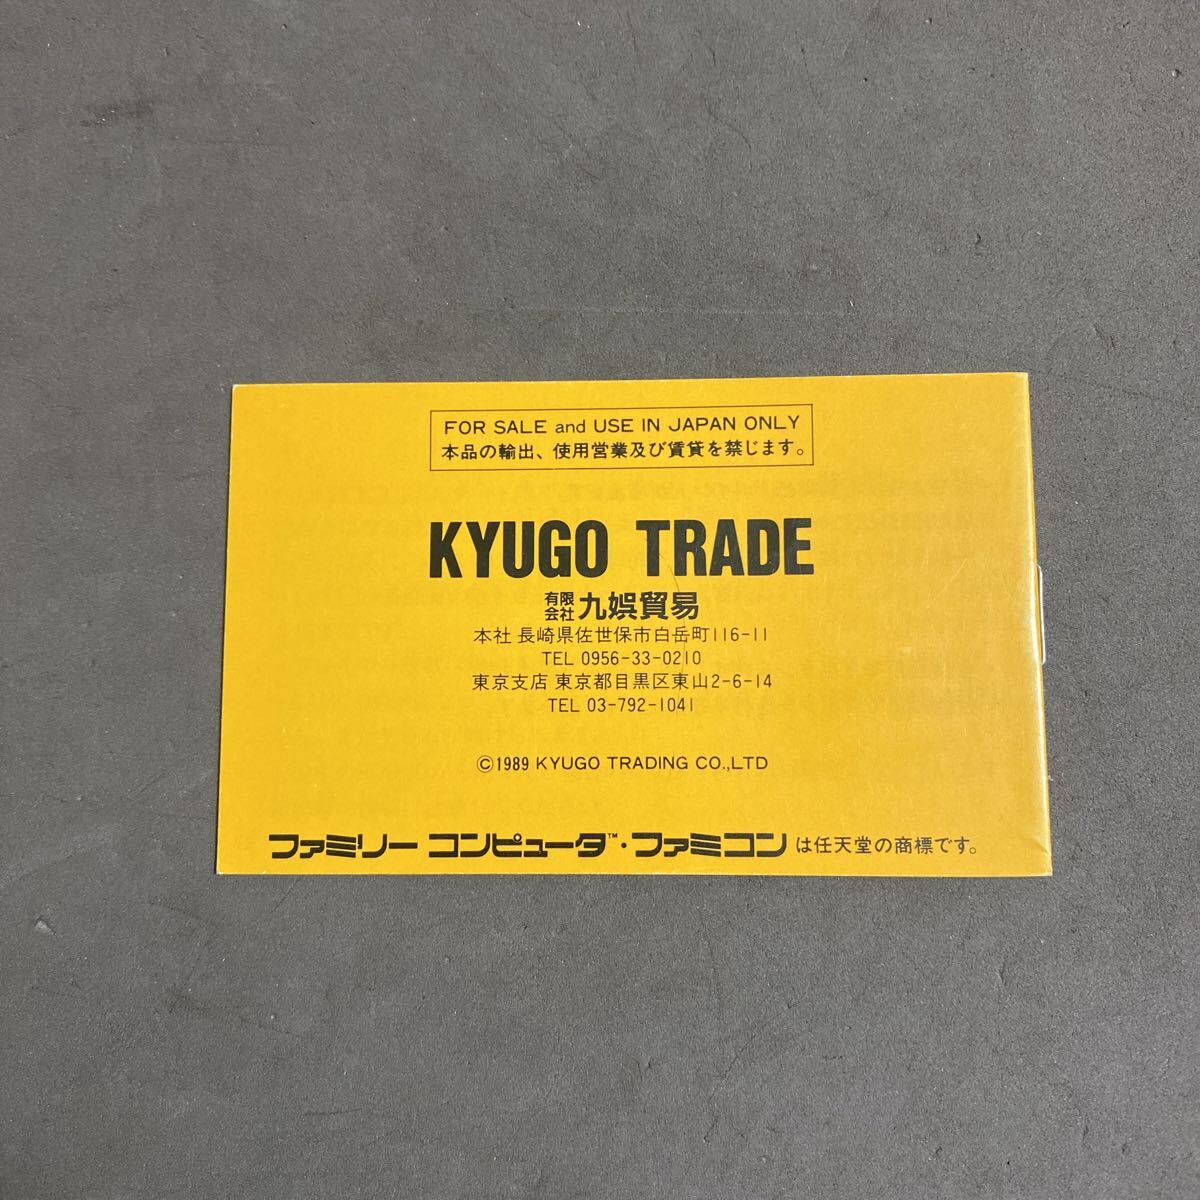 FOR SALE and USE IN JAPAN ONLY
本品の輸出、使用営業及び賃貸を禁じます。
KYUGO TRADE
有限会社九娯貿易
本社 長崎県佐世保市白岳町116-11
TEL 0956-33-0210
東京支店 東京都目黒区東山2-6-14
TEL 03-792-1041
©1989 KYUGO TRADING CO.,LTD
ファミリー コンピュータ™・ファミコン は任天堂の商標です。